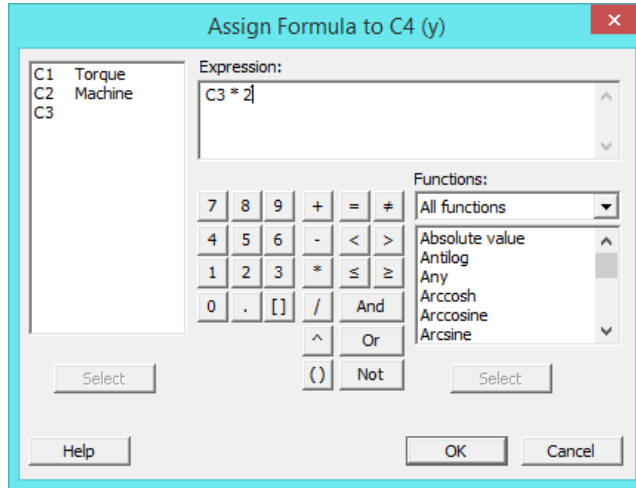 Assign Formula to C4 (y)
×
C1 Torque
C2 Machine
C3
Expression:
C3 * 2
Functions:
All functions
Absolute value
Antilog
Any
Arccosh
Arccosine
Arcsine
7 8 9 + = ≠
4 5 6 - < >
1 2 3 * ≤ ≥
0 . [] / And
^ Or
() Not
Select
Select
Help
OK
Cancel